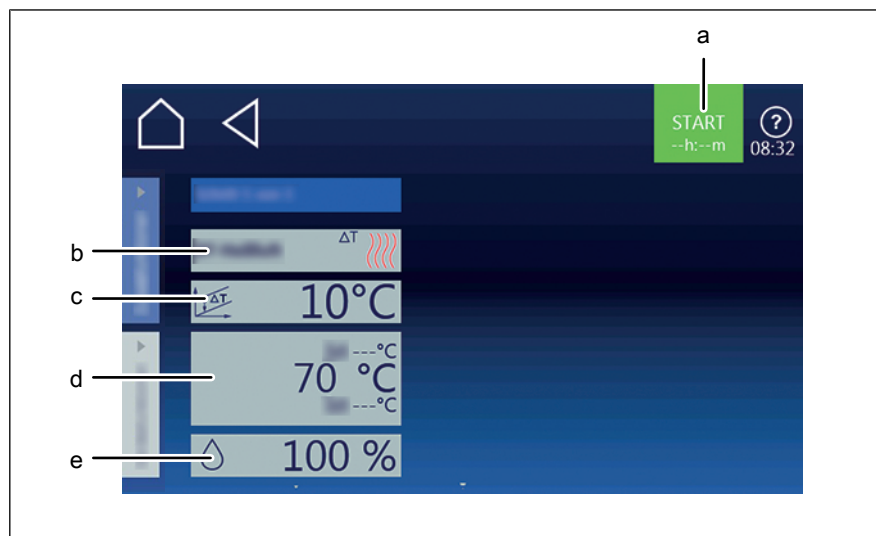 a
START
--h:--m
?
08:32
b
ΔT
c
ΔT
10°C
d
---°C
70 °C
---°C
e
100 %